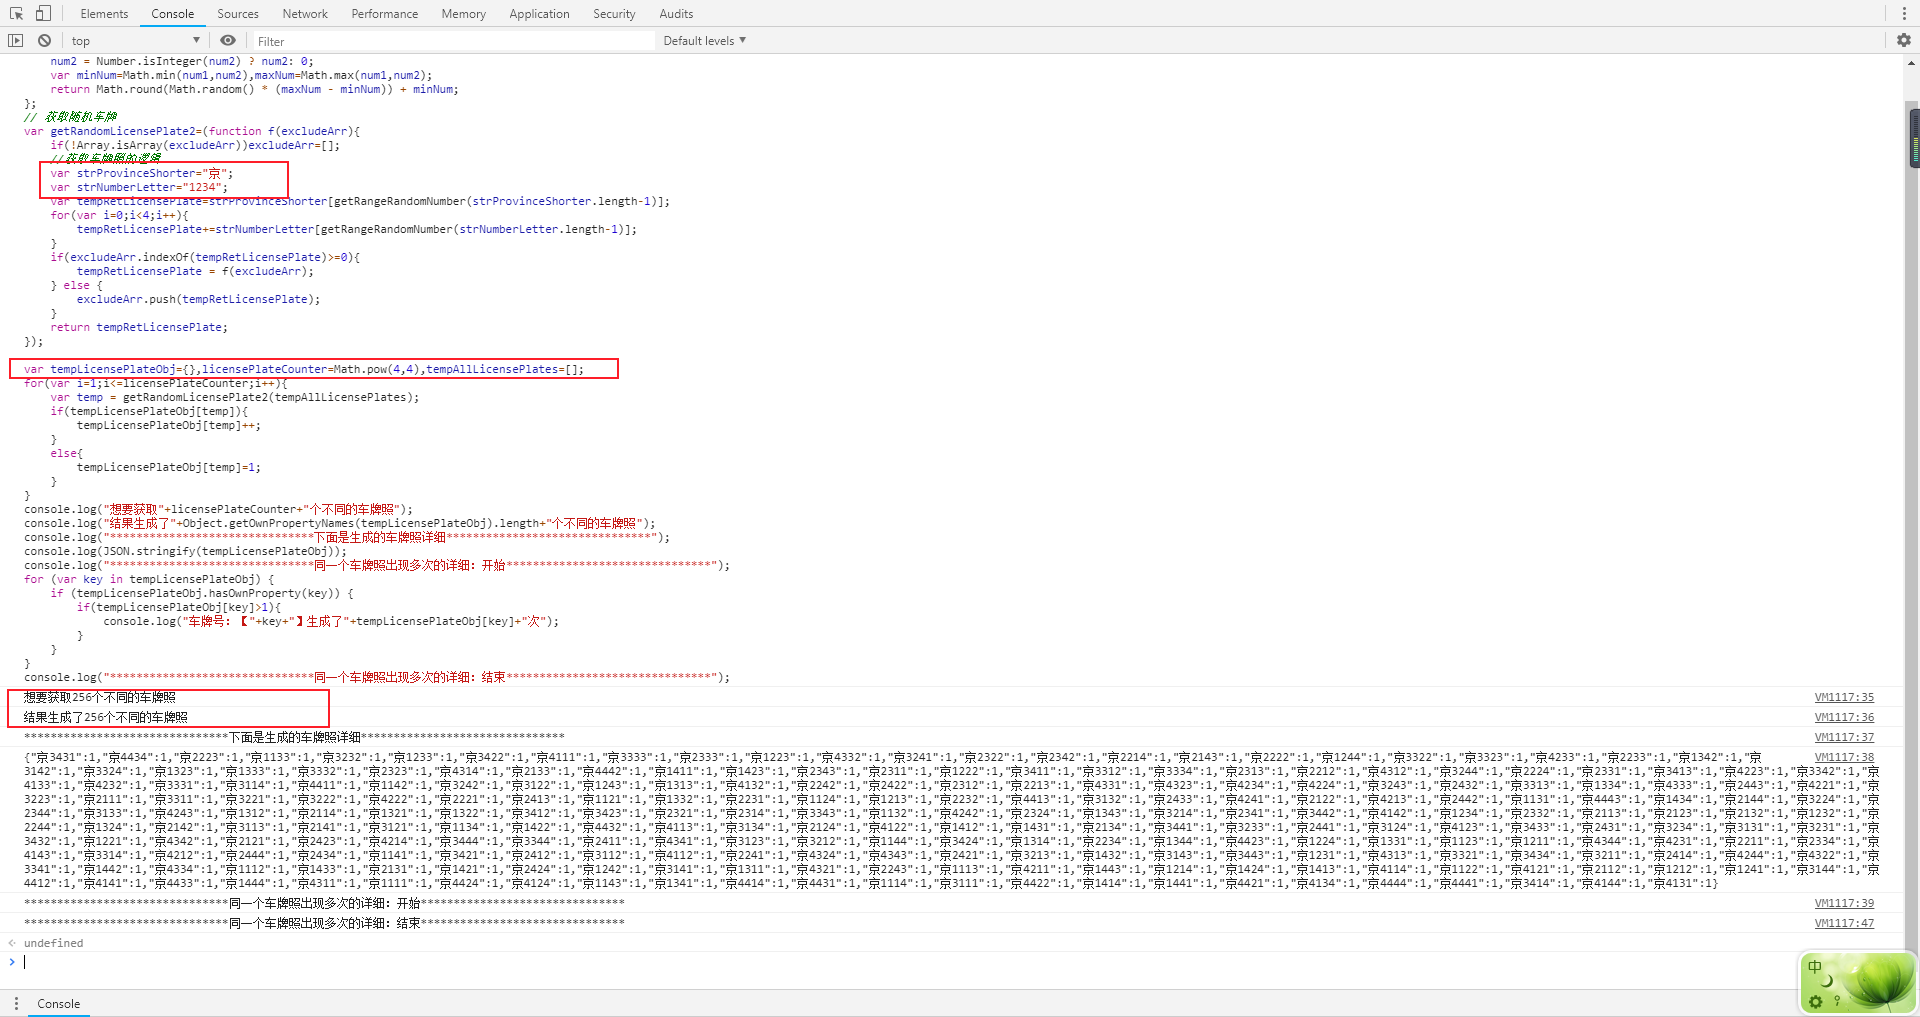 Elements Console Sources Network Performance Memory Application Security Audits
top Filter Default levels
num2 = Number.isInteger(num2) ? num2: 0;
var minNum=Math.min(num1,num2),maxNum=Math.max(num1,num2);
return Math.round(Math.random() * (maxNum - minNum)) + minNum;
};
// 获取随机车牌
var getRandomLicensePlate2=(function f(excludeArr){
if(!Array.isArray(excludeArr))excludeArr=[];
//获取车牌照的逻辑
var strProvinceShorter="京";
var strNumberLetter="1234";
var tempRetLicensePlate=strProvinceShorter[getRangeRandomNumber(strProvinceShorter.length-1)];
for(var i=0;i<4;i++){
tempRetLicensePlate+=strNumberLetter[getRangeRandomNumber(strNumberLetter.length-1)];
}
if(excludeArr.indexOf(tempRetLicensePlate)>=0){
tempRetLicensePlate = f(excludeArr);
} else {
excludeArr.push(tempRetLicensePlate);
}
return tempRetLicensePlate;
});
var tempLicensePlateObj={},licensePlateCounter=Math.pow(4,4),tempAllLicensePlates=[];
for(var i=1;i<=licensePlateCounter;i++){
var temp = getRandomLicensePlate2(tempAllLicensePlates);
if(tempLicensePlateObj[temp]){
tempLicensePlateObj[temp]++;
}
else{
tempLicensePlateObj[temp]=1;
}
}
console.log("想要获取"+licensePlateCounter+"个不同的车牌照");
console.log("结果生成了"+Object.getOwnPropertyNames(tempLicensePlateObj).length+"个不同的车牌照");
console.log("*******************************下面是生成的车牌照详细*******************************");
console.log(JSON.stringify(tempLicensePlateObj));
console.log("*******************************同一个车牌照出现多次的详细: 开始*******************************");
for (var key in tempLicensePlateObj) {
if (tempLicensePlateObj.hasOwnProperty(key)) {
if(tempLicensePlateObj[key]>1){
console.log("车牌号: 【"+key+"】生成了"+tempLicensePlateObj[key]+"次");
}
}
}
console.log("*******************************同一个车牌照出现多次的详细: 结束*******************************");
想要获取256个不同的车牌照 VM1117:35
结果生成了256个不同的车牌照 VM1117:36
*******************************下面是生成的车牌照详细******************************* VM1117:37
{"京3431":1,"京4434":1,"京2223":1,"京1133":1,"京3232":1,"京1233":1,"京3422":1,"京4111":1,"京3333":1,"京2333":1,"京1223":1,"京4332":1,"京3241":1,"京2322":1,"京2342":1,"京2214":1,"京2143":1,"京2222":1,"京1244":1,"京3322":1,"京3323":1,"京4233":1,"京2233":1,"京1342":1,"京 VM1117:38
3142":1,"京3324":1,"京1323":1,"京1333":1,"京3332":1,"京2323":1,"京4314":1,"京2133":1,"京4442":1,"京1411":1,"京1423":1,"京2343":1,"京2311":1,"京1222":1,"京3411":1,"京3312":1,"京3334":1,"京2313":1,"京2212":1,"京4312":1,"京3244":1,"京2224":1,"京2331":1,"京3413":1,"京4223":1,"京3342":1,"京
4133":1,"京4232":1,"京3331":1,"京3114":1,"京4411":1,"京1142":1,"京3242":1,"京3122":1,"京1243":1,"京1313":1,"京4132":1,"京2242":1,"京2422":1,"京2312":1,"京2213":1,"京4331":1,"京4323":1,"京4234":1,"京4224":1,"京3243":1,"京2432":1,"京3313":1,"京1334":1,"京4333":1,"京2443":1,"京4221":1,"京
3223":1,"京2111":1,"京3311":1,"京3221":1,"京3222":1,"京4222":1,"京2221":1,"京2413":1,"京1121":1,"京1332":1,"京2231":1,"京1124":1,"京1213":1,"京2232":1,"京4413":1,"京3132":1,"京2433":1,"京4241":1,"京2122":1,"京4213":1,"京2442":1,"京1131":1,"京4443":1,"京1434":1,"京2144":1,"京3224":1,"京
2344":1,"京3133":1,"京4243":1,"京1312":1,"京2114":1,"京1321":1,"京1322":1,"京3412":1,"京3423":1,"京2321":1,"京2314":1,"京3343":1,"京1132":1,"京4242":1,"京2324":1,"京1343":1,"京3214":1,"京2341":1,"京3442":1,"京4142":1,"京1234":1,"京2332":1,"京2113":1,"京2123":1,"京2132":1,"京1232":1,"京
2244":1,"京1324":1,"京2142":1,"京3113":1,"京2141":1,"京3121":1,"京1134":1,"京1422":1,"京4432":1,"京4113":1,"京3134":1,"京2124":1,"京4122":1,"京1412":1,"京1431":1,"京2134":1,"京3441":1,"京3233":1,"京2441":1,"京3124":1,"京4123":1,"京3433":1,"京2431":1,"京3234":1,"京3131":1,"京3231":1,"京
3432":1,"京1221":1,"京4342":1,"京2121":1,"京2423":1,"京4214":1,"京3444":1,"京3344":1,"京2411":1,"京4341":1,"京3123":1,"京2112":1,"京1144":1,"京3424":1,"京1314":1,"京2234":1,"京1344":1,"京4423":1,"京1224":1,"京1331":1,"京1123":1,"京1211":1,"京4344":1,"京4231":1,"京2211":1,"京2334":1,"京
4143":1,"京3314":1,"京4212":1,"京2444":1,"京2434":1,"京1141":1,"京3421":1,"京2412":1,"京3112":1,"京4112":1,"京2241":1,"京4324":1,"京4343":1,"京2421":1,"京3213":1,"京1432":1,"京3143":1,"京3443":1,"京1231":1,"京4313":1,"京3321":1,"京3434":1,"京3211":1,"京2414":1,"京4244":1,"京4322":1,"京
3341":1,"京1442":1,"京4334":1,"京1112":1,"京1433":1,"京2131":1,"京1421":1,"京2424":1,"京1242":1,"京3141":1,"京1311":1,"京4321":1,"京2243":1,"京1113":1,"京4211":1,"京1443":1,"京1214":1,"京1424":1,"京1413":1,"京4114":1,"京1122":1,"京4121":1,"京2112":1,"京1212":1,"京1241":1,"京3144":1,"京
4412":1,"京4141":1,"京4433":1,"京1444":1,"京4311":1,"京1111":1,"京4424":1,"京4124":1,"京1143":1,"京1341":1,"京4414":1,"京4431":1,"京1114":1,"京3111":1,"京4422":1,"京1414":1,"京1441":1,"京4421":1,"京4134":1,"京4444":1,"京4441":1,"京3414":1,"京4144":1,"京4131":1}
*******************************同一个车牌照出现多次的详细: 开始******************************* VM1117:39
*******************************同一个车牌照出现多次的详细: 结束******************************* VM1117:47
undefined
中
Console